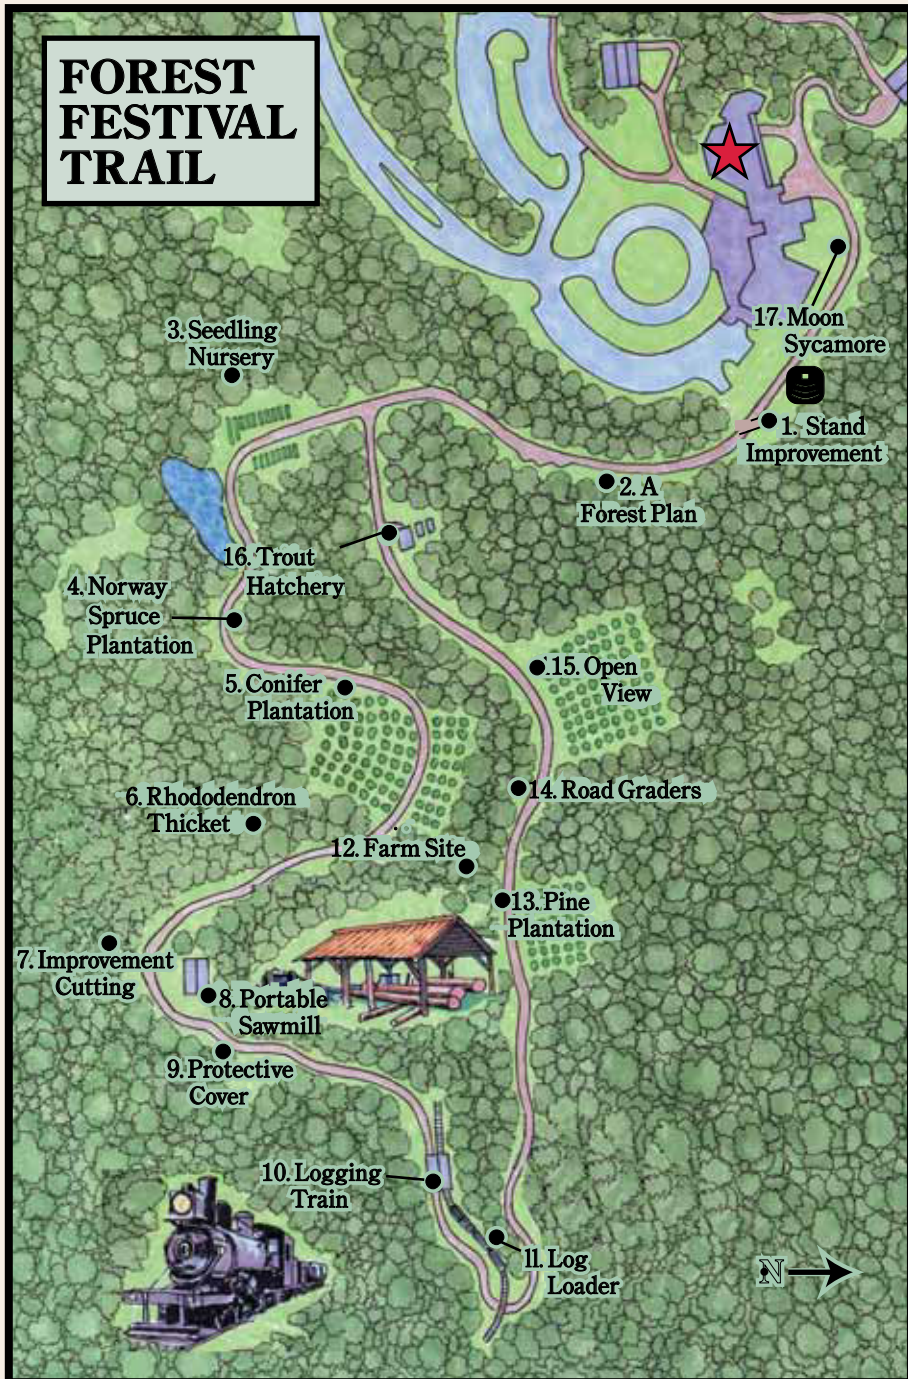 FOREST
FESTIVAL
TRAIL
17. Moon
Sycamore
3. Seedling
Nursery
1. Stand
Improvement
2. A
Forest Plan
16. Trout
Hatchery
4. Norway
Spruce
Plantation
15. Open
View
5. Conifer
Plantation
14. Road Graders
6. Rhododendron
Thicket
12. Farm Site
13. Pine
Plantation
7. Improvement
Cutting
8. Portable
Sawmill
9. Protective
Cover
10. Logging
Train
11. Log
Loader
N